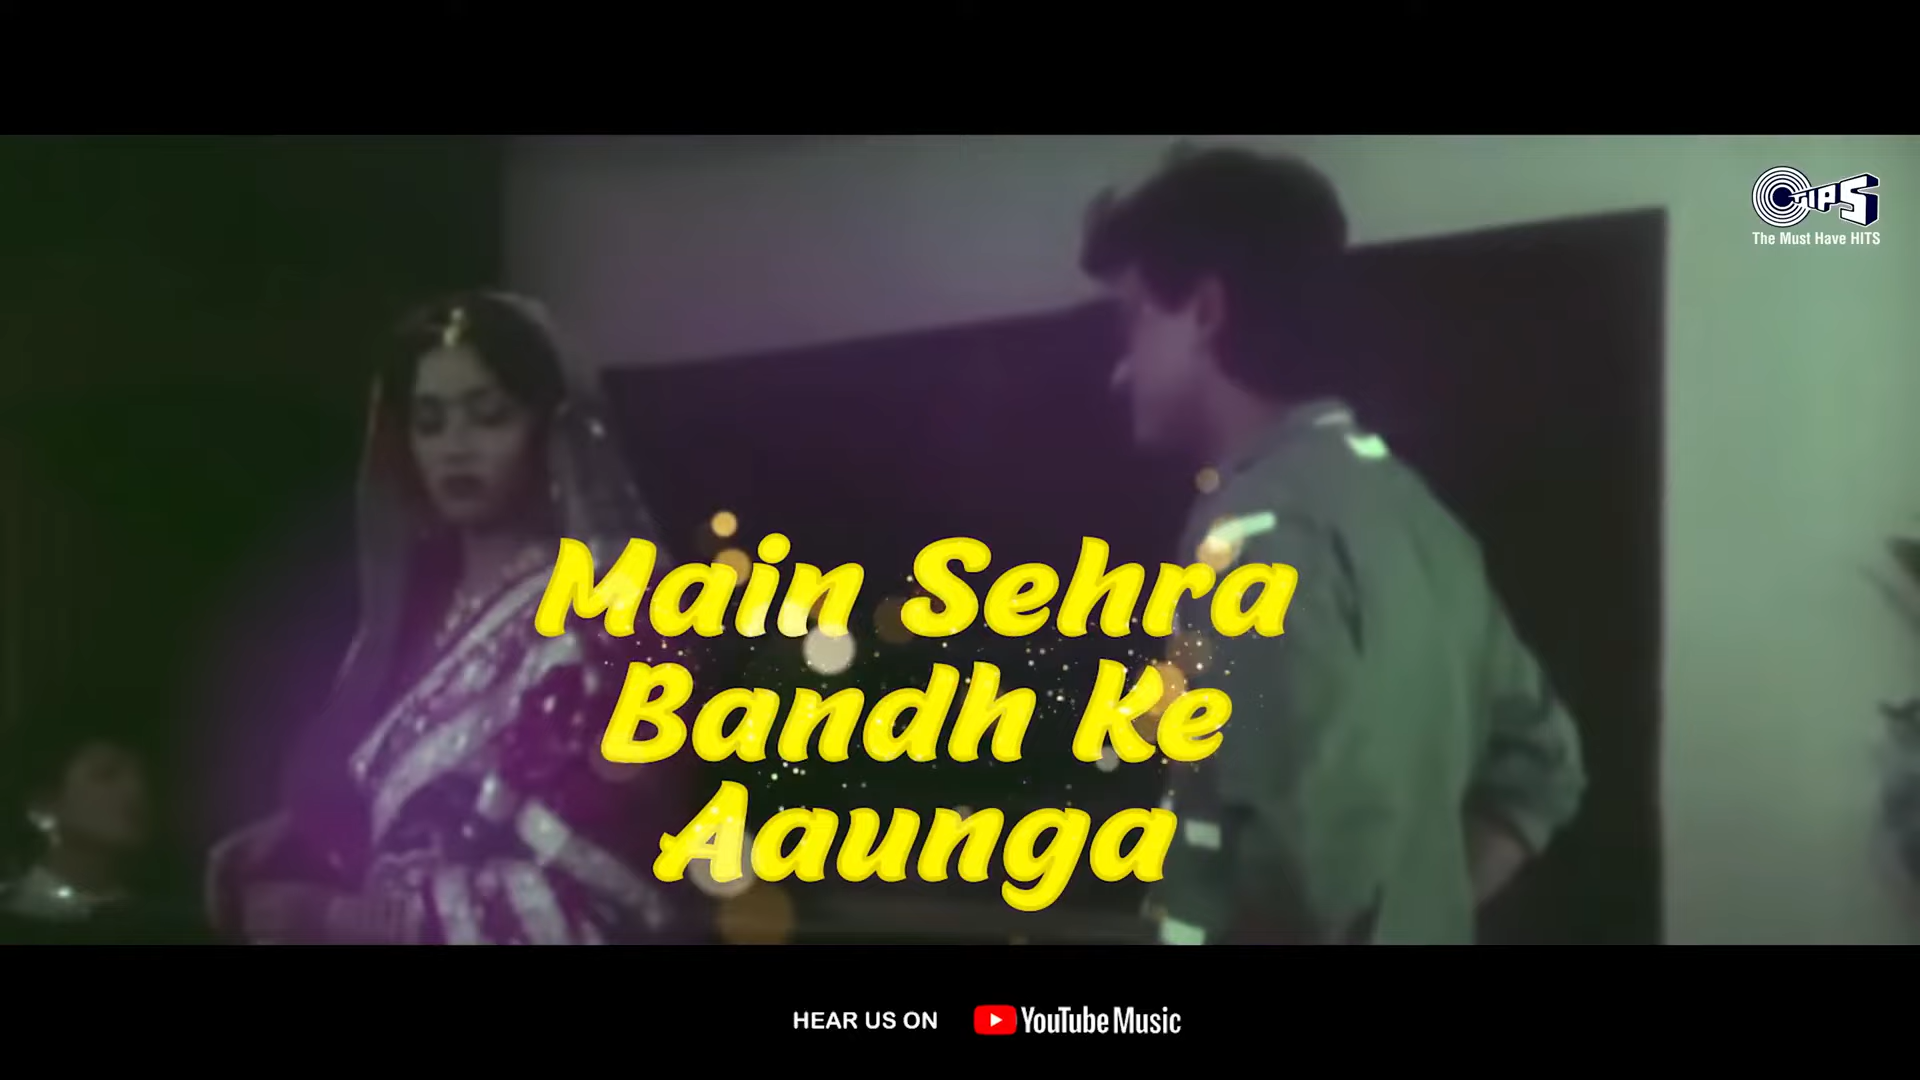 TIPS
The Must Have HITS
Main Sehra
Bandh Ke
Aaunga
HEAR US ON YouTube Music